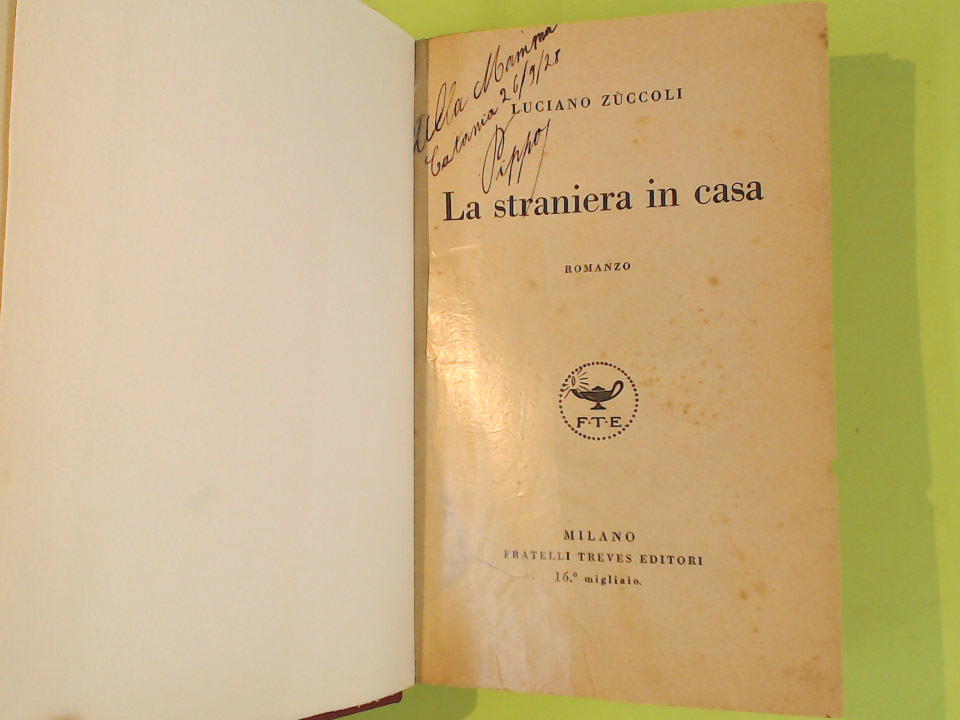 Alla Mamma
Catania 26/9/28
Pippo
LUCIANO ZÙCCOLI
La straniera in casa
ROMANZO
F·T·E
MILANO
FRATELLI TREVES EDITORI
16.º migliaio.